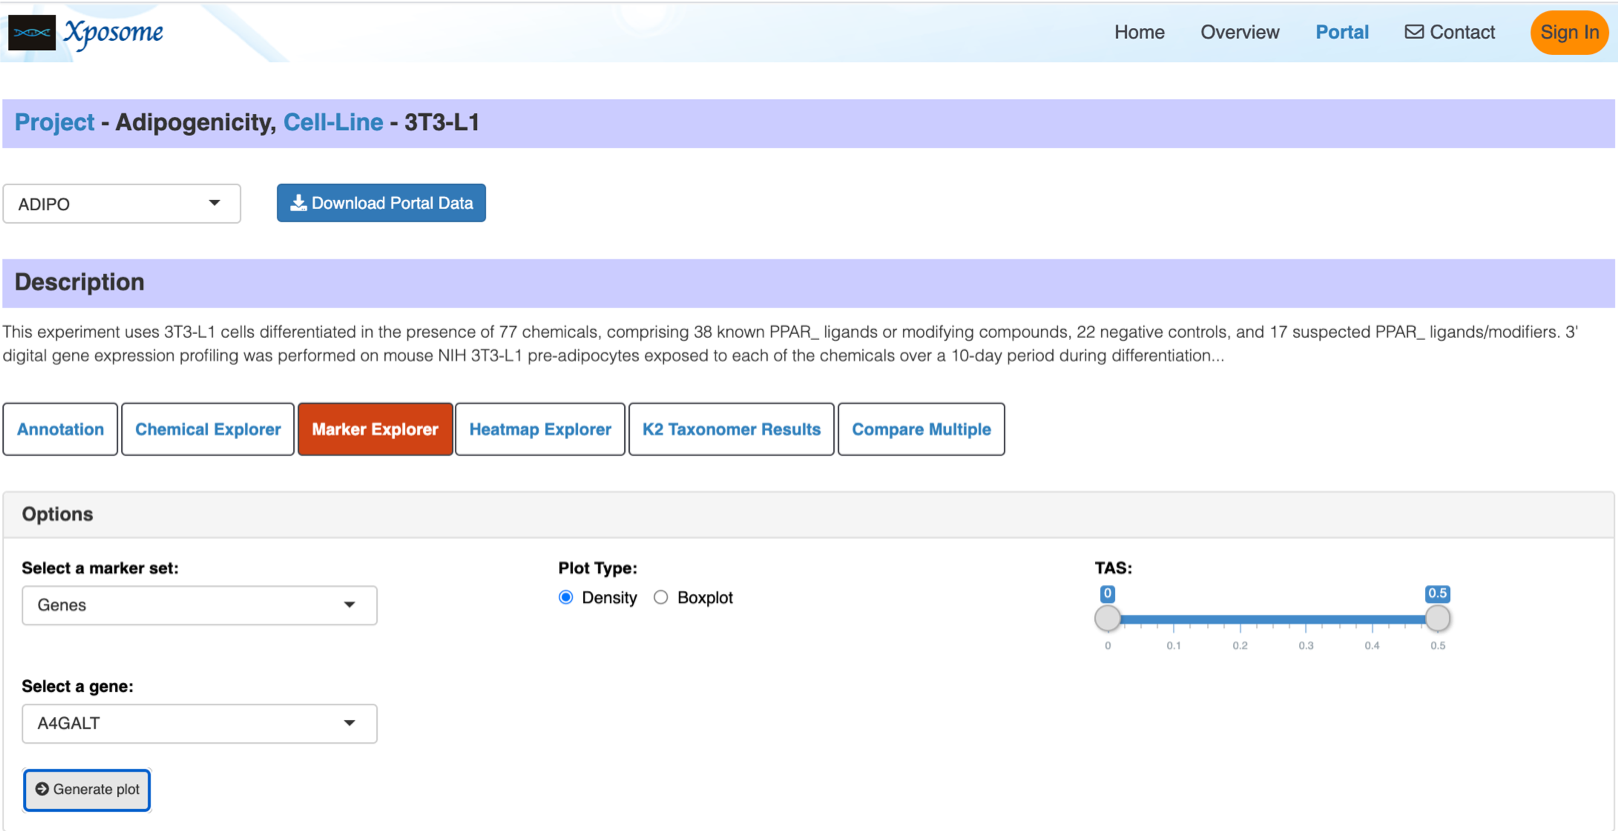 Xposome
Home Overview Portal Contact Sign In
Project - Adipogenicity, Cell-Line - 3T3-L1
ADIPO
Download Portal Data
Description
This experiment uses 3T3-L1 cells differentiated in the presence of 77 chemicals, comprising 38 known PPAR_ ligands or modifying compounds, 22 negative controls, and 17 suspected PPAR_ ligands/modifiers. 3'
digital gene expression profiling was performed on mouse NIH 3T3-L1 pre-adipocytes exposed to each of the chemicals over a 10-day period during differentiation...
Annotation Chemical Explorer Marker Explorer Heatmap Explorer K2 Taxonomer Results Compare Multiple
Options
Select a marker set: Plot Type: TAS:
Genes Density Boxplot 0 0.5
0 0.1 0.2 0.3 0.4 0.5
Select a gene:
A4GALT
Generate plot